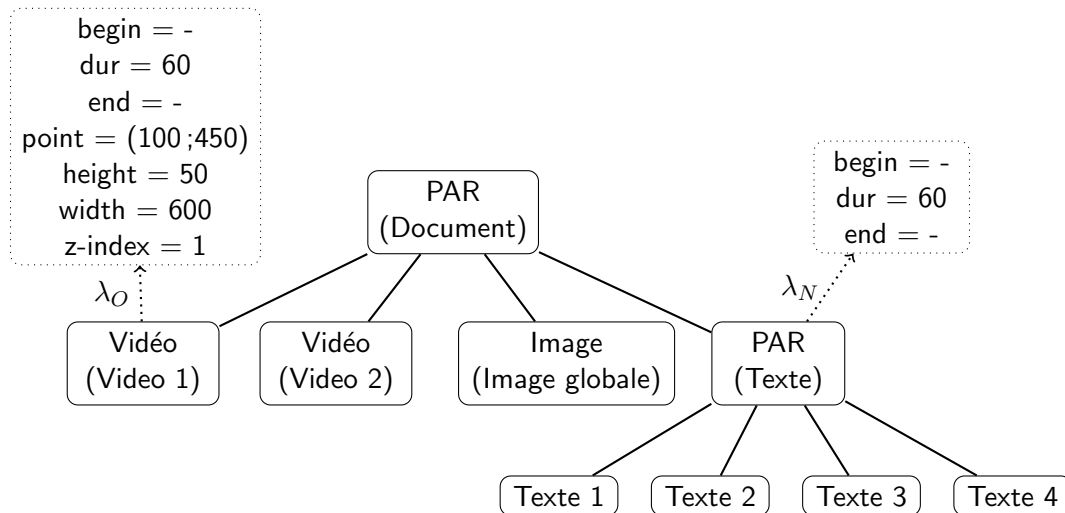 begin = -
dur = 60
end = -
point = (100 ;450)
height = 50
width = 600
z-index = 1
begin = -
dur = 60
end = -
PAR
(Document)
λO
λN
Vidéo
(Video 1)
Vidéo
(Video 2)
Image
(Image globale)
PAR
(Texte)
Texte 1
Texte 2
Texte 3
Texte 4